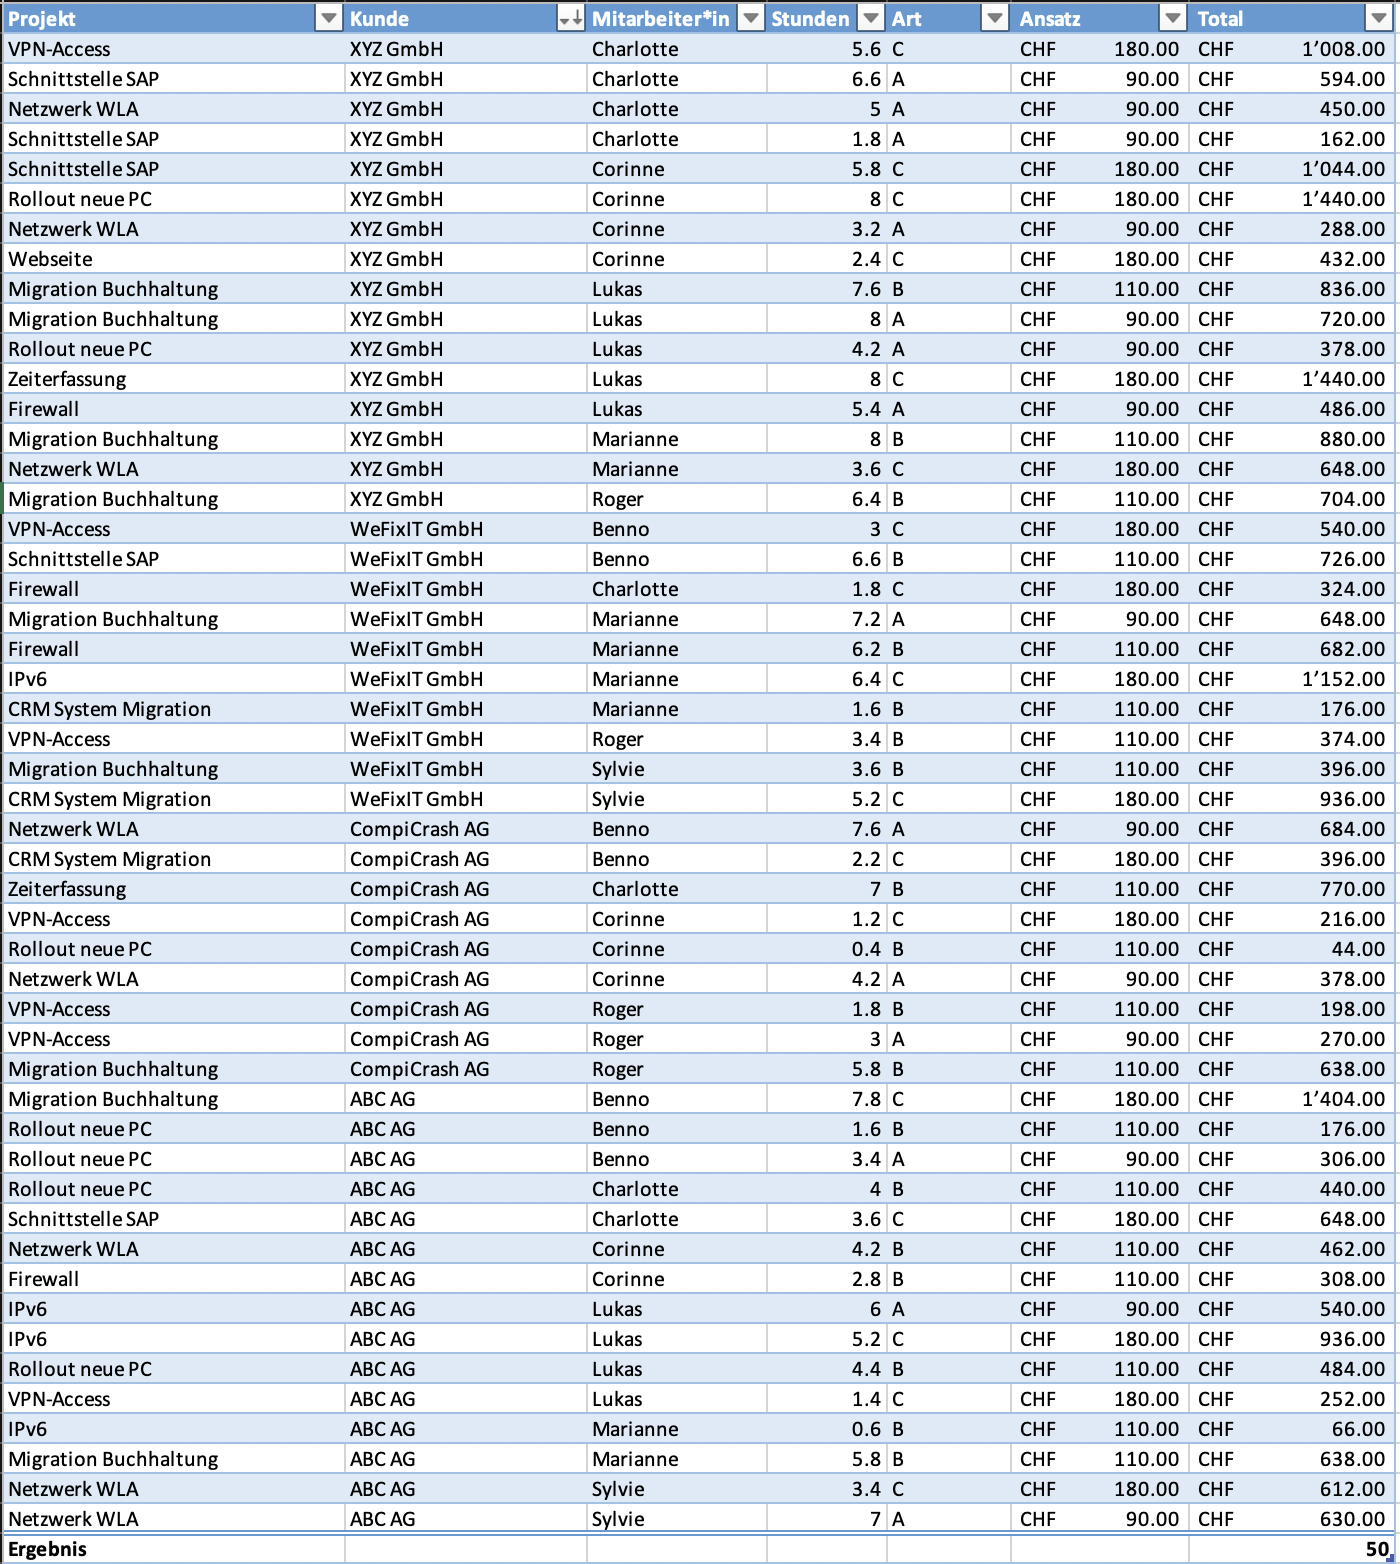 Projekt Kunde Mitarbeiter*in Stunden Art Ansatz Total
VPN-Access XYZ GmbH Charlotte 5.6 C CHF 180.00 CHF 1’008.00
Schnittstelle SAP XYZ GmbH Charlotte 6.6 A CHF 90.00 CHF 594.00
Netzwerk WLA XYZ GmbH Charlotte 5 A CHF 90.00 CHF 450.00
Schnittstelle SAP XYZ GmbH Charlotte 1.8 A CHF 90.00 CHF 162.00
Schnittstelle SAP XYZ GmbH Corinne 5.8 C CHF 180.00 CHF 1’044.00
Rollout neue PC XYZ GmbH Corinne 8 C CHF 180.00 CHF 1’440.00
Netzwerk WLA XYZ GmbH Corinne 3.2 A CHF 90.00 CHF 288.00
Webseite XYZ GmbH Corinne 2.4 C CHF 180.00 CHF 432.00
Migration Buchhaltung XYZ GmbH Lukas 7.6 B CHF 110.00 CHF 836.00
Migration Buchhaltung XYZ GmbH Lukas 8 A CHF 90.00 CHF 720.00
Rollout neue PC XYZ GmbH Lukas 4.2 A CHF 90.00 CHF 378.00
Zeiterfassung XYZ GmbH Lukas 8 C CHF 180.00 CHF 1’440.00
Firewall XYZ GmbH Lukas 5.4 A CHF 90.00 CHF 486.00
Migration Buchhaltung XYZ GmbH Marianne 8 B CHF 110.00 CHF 880.00
Netzwerk WLA XYZ GmbH Marianne 3.6 C CHF 180.00 CHF 648.00
Migration Buchhaltung XYZ GmbH Roger 6.4 B CHF 110.00 CHF 704.00
VPN-Access WeFixIT GmbH Benno 3 C CHF 180.00 CHF 540.00
Schnittstelle SAP WeFixIT GmbH Benno 6.6 B CHF 110.00 CHF 726.00
Firewall WeFixIT GmbH Charlotte 1.8 C CHF 180.00 CHF 324.00
Migration Buchhaltung WeFixIT GmbH Marianne 7.2 A CHF 90.00 CHF 648.00
Firewall WeFixIT GmbH Marianne 6.2 B CHF 110.00 CHF 682.00
IPv6 WeFixIT GmbH Marianne 6.4 C CHF 180.00 CHF 1’152.00
CRM System Migration WeFixIT GmbH Marianne 1.6 B CHF 110.00 CHF 176.00
VPN-Access WeFixIT GmbH Roger 3.4 B CHF 110.00 CHF 374.00
Migration Buchhaltung WeFixIT GmbH Sylvie 3.6 B CHF 110.00 CHF 396.00
CRM System Migration WeFixIT GmbH Sylvie 5.2 C CHF 180.00 CHF 936.00
Netzwerk WLA CompiCrash AG Benno 7.6 A CHF 90.00 CHF 684.00
CRM System Migration CompiCrash AG Benno 2.2 C CHF 180.00 CHF 396.00
Zeiterfassung CompiCrash AG Charlotte 7 B CHF 110.00 CHF 770.00
VPN-Access CompiCrash AG Corinne 1.2 C CHF 180.00 CHF 216.00
Rollout neue PC CompiCrash AG Corinne 0.4 B CHF 110.00 CHF 44.00
Netzwerk WLA CompiCrash AG Corinne 4.2 A CHF 90.00 CHF 378.00
VPN-Access CompiCrash AG Roger 1.8 B CHF 110.00 CHF 198.00
VPN-Access CompiCrash AG Roger 3 A CHF 90.00 CHF 270.00
Migration Buchhaltung CompiCrash AG Roger 5.8 B CHF 110.00 CHF 638.00
Migration Buchhaltung ABC AG Benno 7.8 C CHF 180.00 CHF 1’404.00
Rollout neue PC ABC AG Benno 1.6 B CHF 110.00 CHF 176.00
Rollout neue PC ABC AG Benno 3.4 A CHF 90.00 CHF 306.00
Rollout neue PC ABC AG Charlotte 4 B CHF 110.00 CHF 440.00
Schnittstelle SAP ABC AG Charlotte 3.6 C CHF 180.00 CHF 648.00
Netzwerk WLA ABC AG Corinne 4.2 B CHF 110.00 CHF 462.00
Firewall ABC AG Corinne 2.8 B CHF 110.00 CHF 308.00
IPv6 ABC AG Lukas 6 A CHF 90.00 CHF 540.00
IPv6 ABC AG Lukas 5.2 C CHF 180.00 CHF 936.00
Rollout neue PC ABC AG Lukas 4.4 B CHF 110.00 CHF 484.00
VPN-Access ABC AG Lukas 1.4 C CHF 180.00 CHF 252.00
IPv6 ABC AG Marianne 0.6 B CHF 110.00 CHF 66.00
Migration Buchhaltung ABC AG Marianne 5.8 B CHF 110.00 CHF 638.00
Netzwerk WLA ABC AG Sylvie 3.4 C CHF 180.00 CHF 612.00
Netzwerk WLA ABC AG Sylvie 7 A CHF 90.00 CHF 630.00
Ergebnis 50